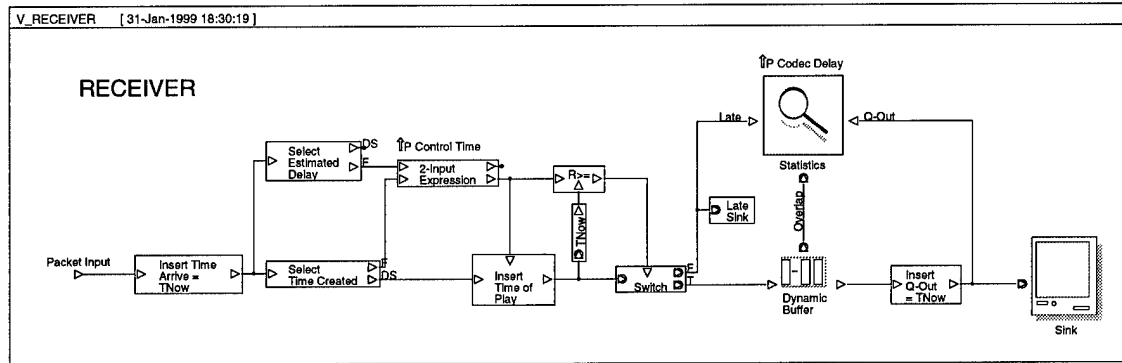 V_RECEIVER [ 31-Jan-1999 18:30:19 ]
RECEIVER
⇑P Codec Delay
Late
Q-Out
Statistics
⇑P Control Time
Select
Estimated
Delay
DS
F
2-Input
Expression
R>=
Late
Sink
Overlap
TNow
Packet Input
Insert Time
Arrive =
TNow
Select
Time Created
F
DS
Insert
Time of
Play
Switch
F
T
Dynamic
Buffer
Insert
Q-Out
= TNow
Sink